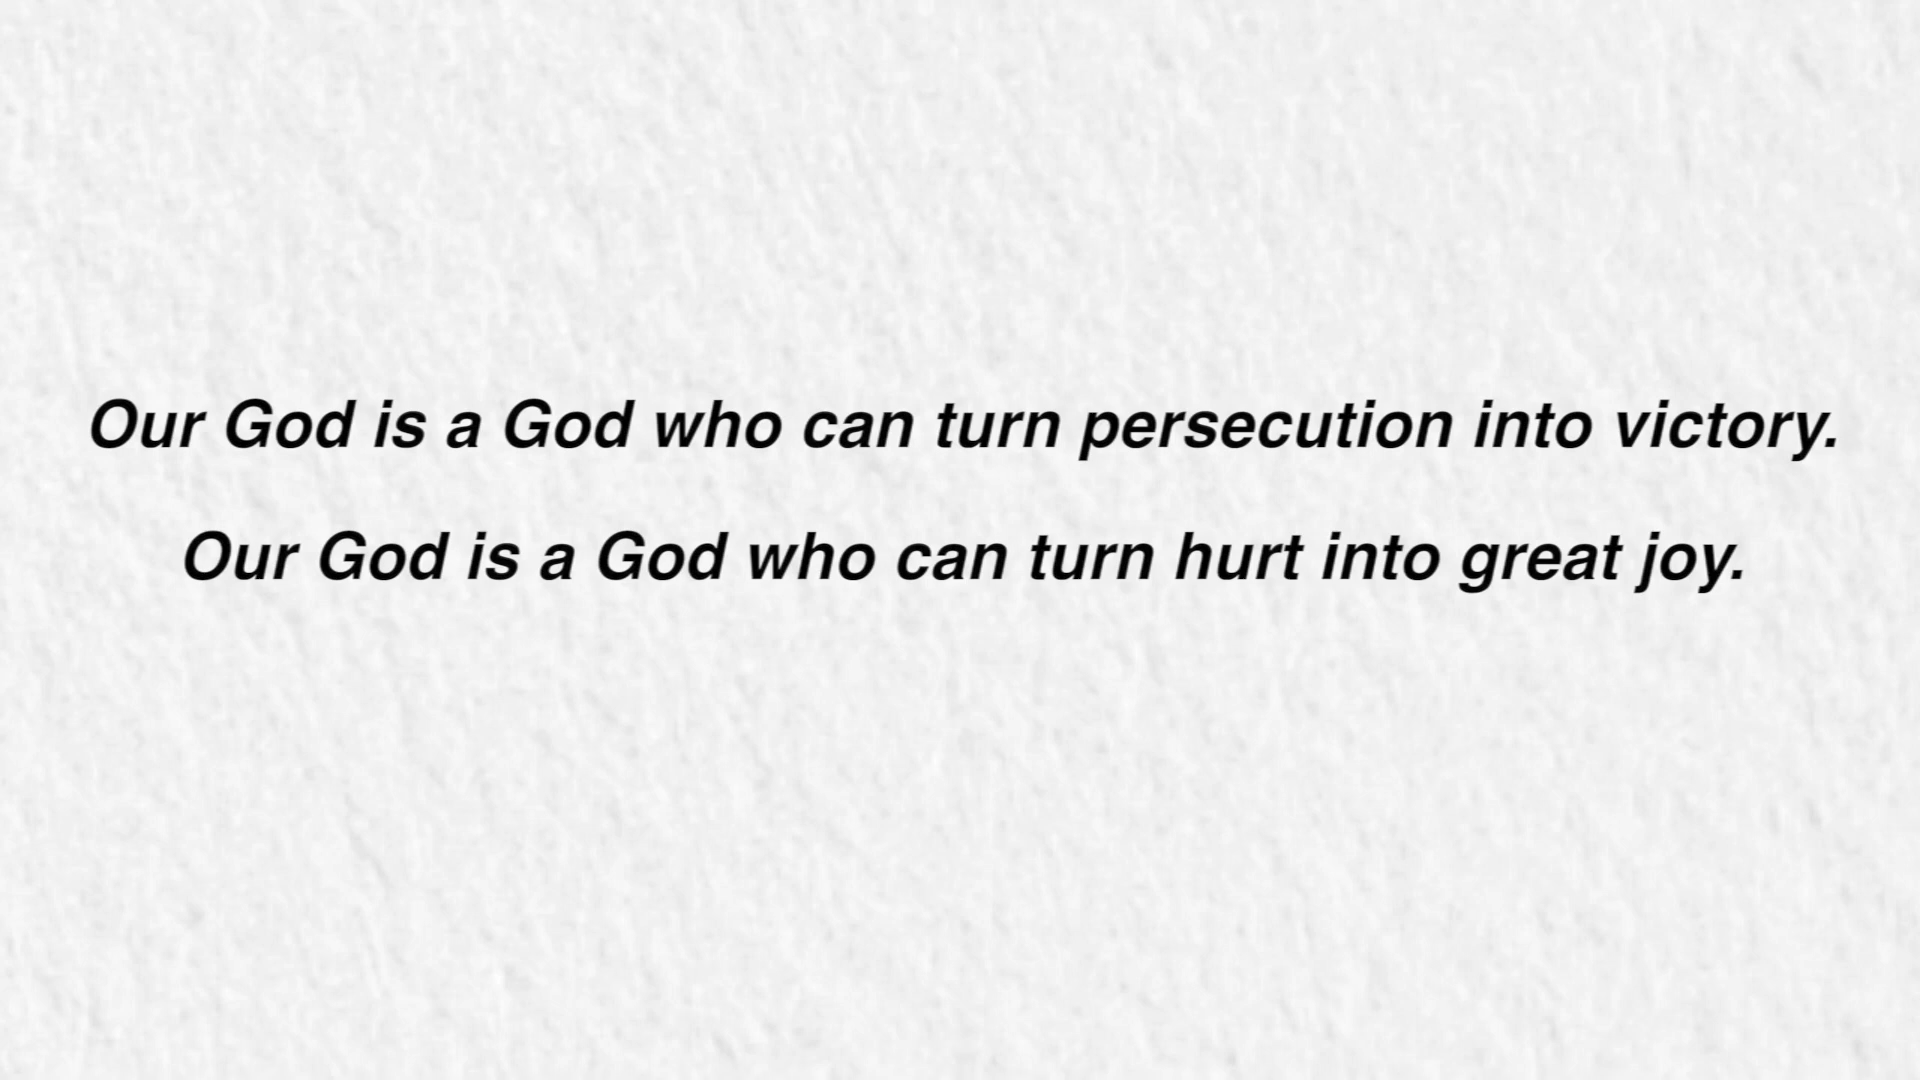 Our God is a God who can turn persecution into victory.
Our God is a God who can turn hurt into great joy.